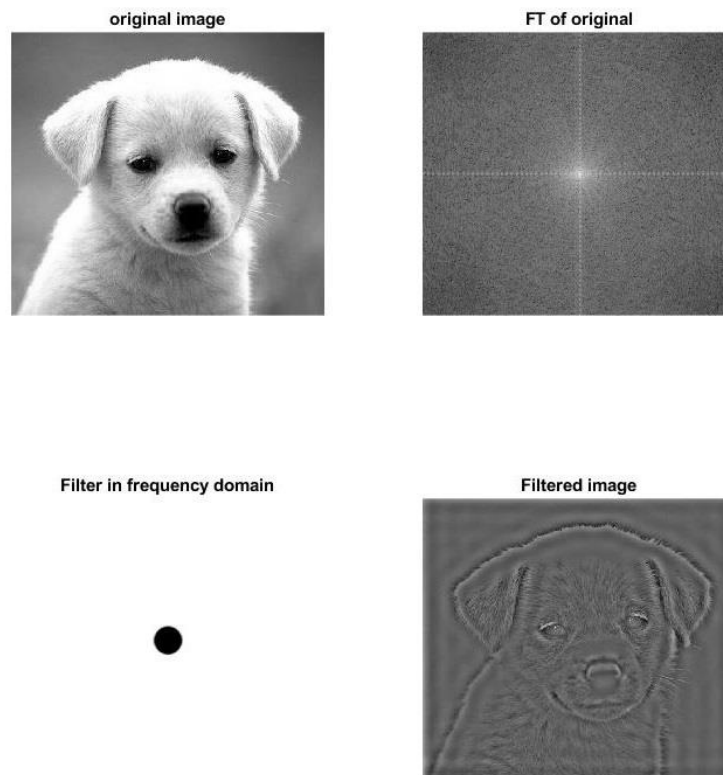 original image
FT of original
Filter in frequency domain
Filtered image